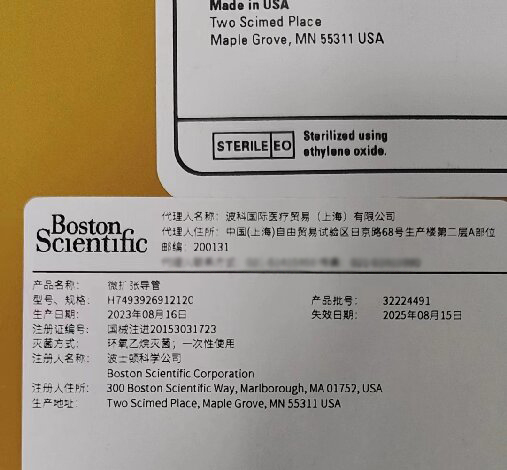 Made in USA
Two Scimed Place
Maple Grove, MN 55311 USA
STERILE EO
Sterilized using
ethylene oxide.
Boston
Scientific
代理人名称： 波科国际医疗贸易（上海）有限公司
代理人住所： 中国(上海)自由贸易试验区日京路68号生产楼第二层A部位
邮编： 200131
产品名称： 微扩张导管
型号、规格： H749392691212C 产品批号： 32224491
生产日期： 2023年08月16日 失效日期： 2025年08月15日
注册证编号： 国械注进20153031723
灭菌方式： 环氧乙烷灭菌；一次性使用
注册人名称： 波士顿科学公司
Boston Scientific Corporation
注册人住所： 300 Boston Scientific Way, Marlborough, MA 01752, USA
生产地址： Two Scimed Place, Maple Grove, MN 55311 USA